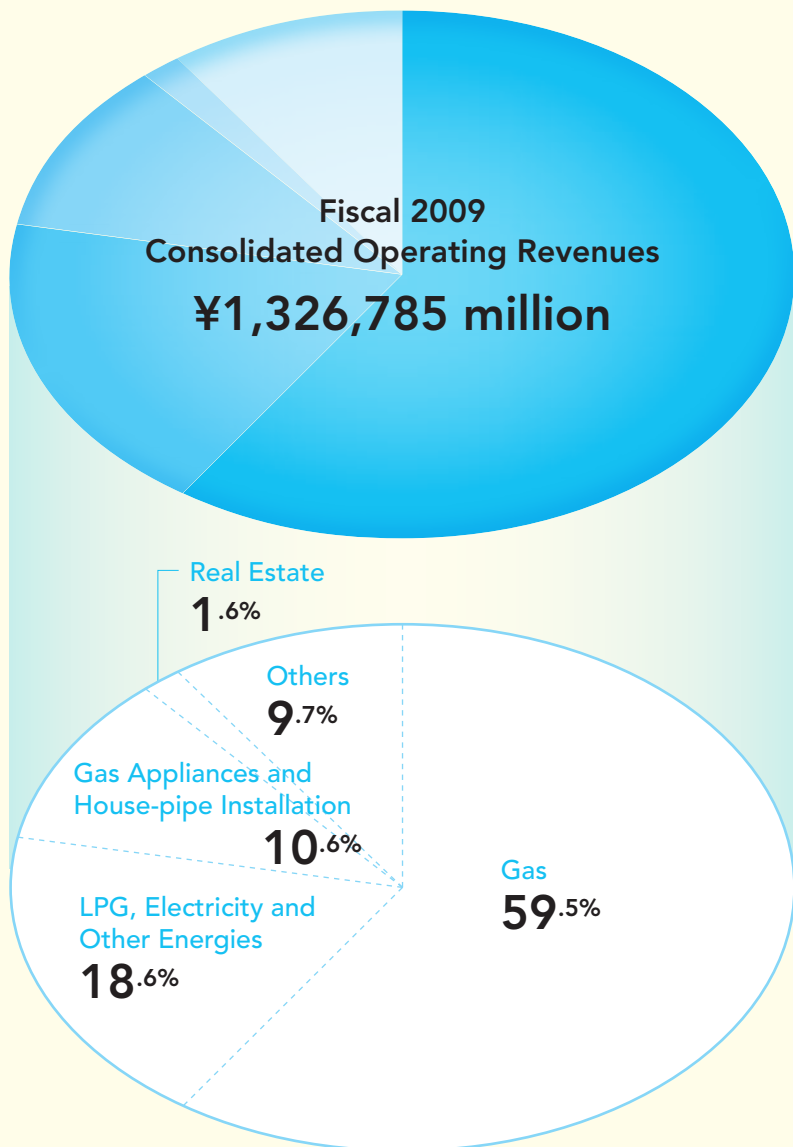 Fiscal 2009
Consolidated Operating Revenues
¥1,326,785 million
Real Estate
1.6%
Others
9.7%
Gas Appliances and
House-pipe Installation
10.6%
Gas
59.5%
LPG, Electricity and
Other Energies
18.6%